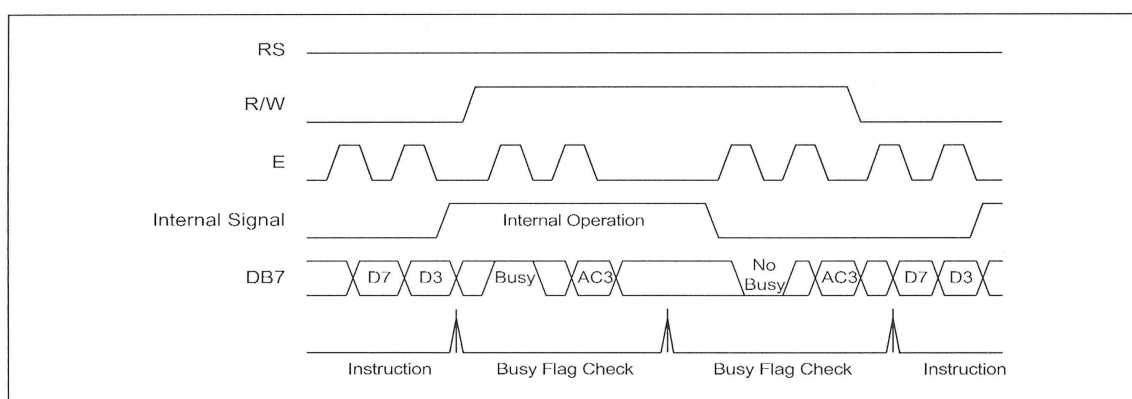 RS
R/W
E
Internal Signal
Internal Operation
DB7
D7
D3
Busy
AC3
No
Busy
AC3
D7
D3
Instruction
Busy Flag Check
Busy Flag Check
Instruction